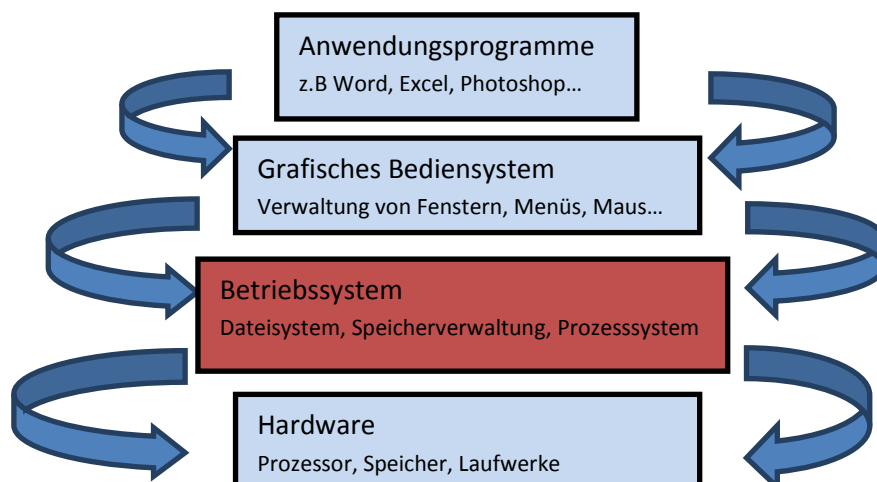 Anwendungsprogramme
z.B Word, Excel, Photoshop…
Grafisches Bediensystem
Verwaltung von Fenstern, Menüs, Maus…
Betriebssystem
Dateisystem, Speicherverwaltung, Prozesssystem
Hardware
Prozessor, Speicher, Laufwerke